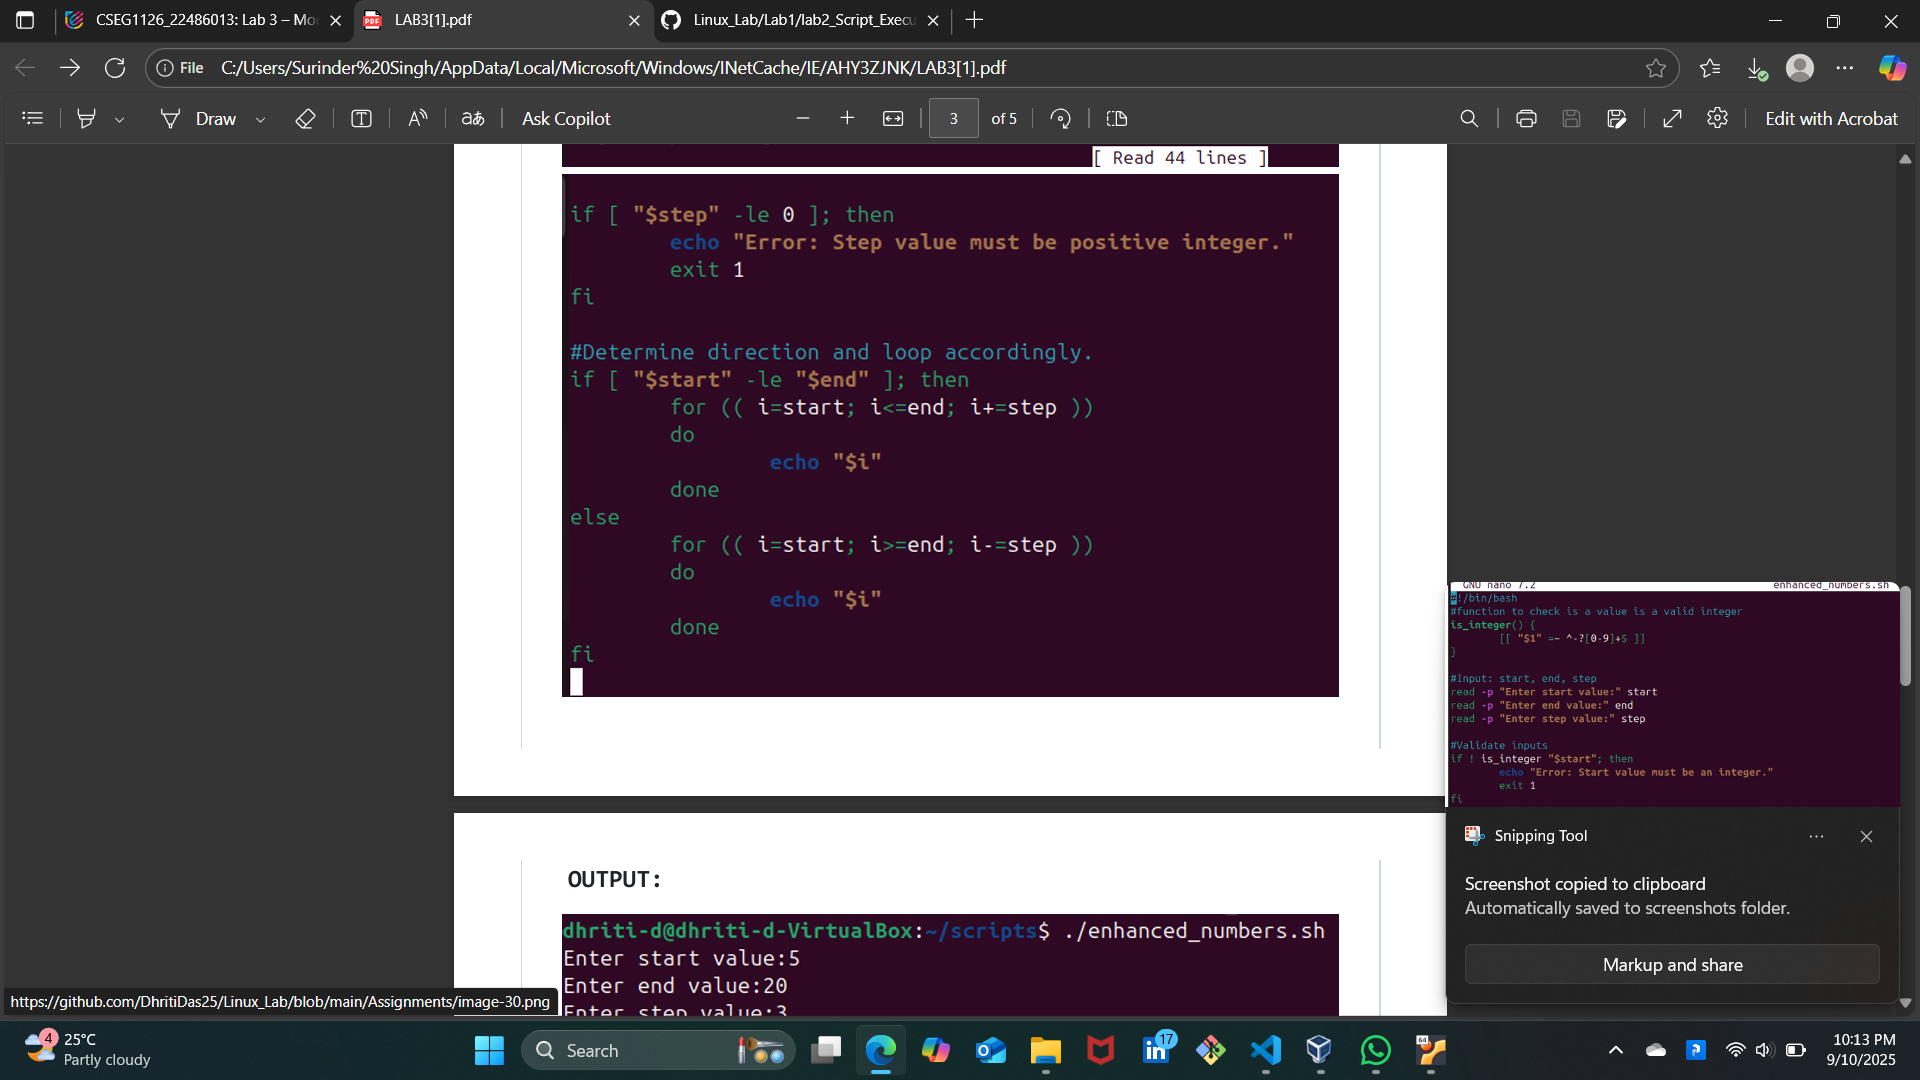 CSEG1126_22486013: Lab 3 – Mo
LAB3[1].pdf
Linux_Lab/Lab1/lab2_Script_Execu
File
C:/Users/Surinder%20Singh/AppData/Local/Microsoft/Windows/INetCache/IE/AHY3ZJNK/LAB3[1].pdf
Draw
Ask Copilot
3
of 5
Edit with Acrobat
[ Read 44 lines ]
if [ "$step" -le 0 ]; then
echo "Error: Step value must be positive integer."
exit 1
fi
#Determine direction and loop accordingly.
if [ "$start" -le "$end" ]; then
for (( i=start; i<=end; i+=step ))
do
echo "$i"
done
else
for (( i=start; i>=end; i-=step ))
do
echo "$i"
done
fi
OUTPUT:
dhriti-d@dhriti-d-VirtualBox:~/scripts$ ./enhanced_numbers.sh
Enter start value:5
Enter end value:20
Enter step value:3
GNU nano 7.2
enhanced_numbers.sh
#!/bin/bash
#function to check is a value is a valid integer
is_integer() {
[[ "$1" =~ ^-?[0-9]+$ ]]
}
#Input: start, end, step
read -p "Enter start value:" start
read -p "Enter end value:" end
read -p "Enter step value:" step
#Validate inputs
if ! is_integer "$start"; then
echo "Error: Start value must be an integer."
exit 1
fi
Snipping Tool
Screenshot copied to clipboard
Automatically saved to screenshots folder.
Markup and share
https://github.com/DhritiDas25/Linux_Lab/blob/main/Assignments/image-30.png
4
25°C
Partly cloudy
Search
17
64
10:13 PM
9/10/2025